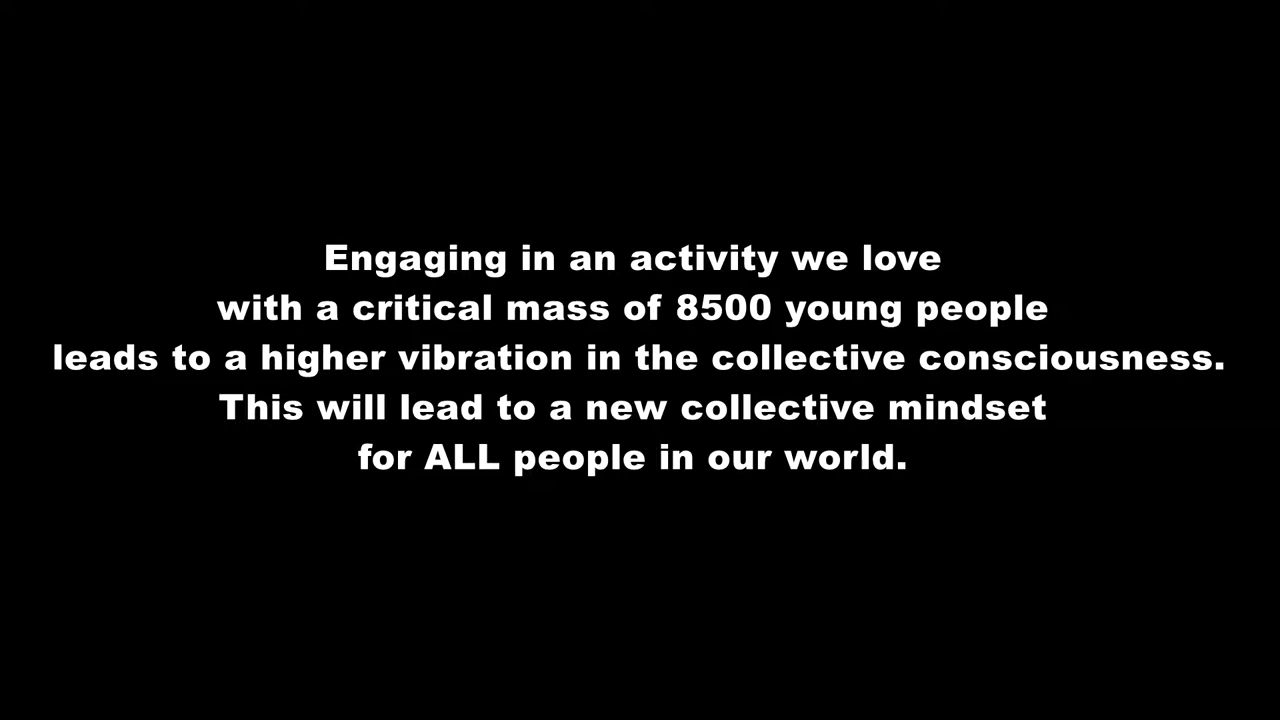 Engaging in an activity we love
with a critical mass of 8500 young people
leads to a higher vibration in the collective consciousness.
This will lead to a new collective mindset
for ALL people in our world.